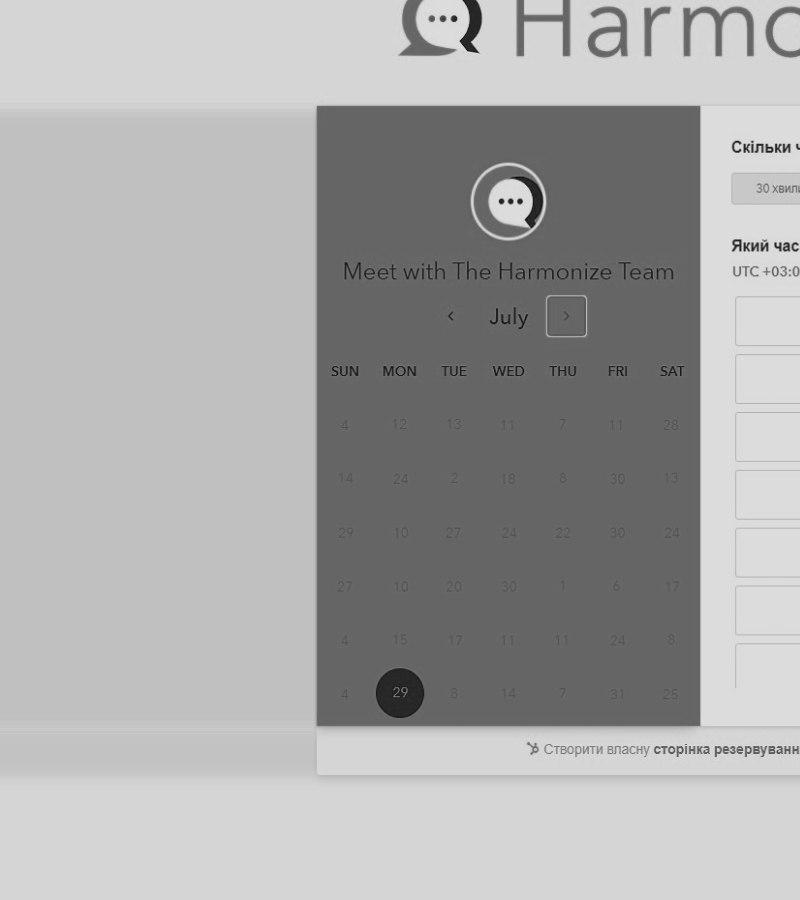 Harmo
Скільки ч
30 хвили
Meet with The Harmonize Team
Який час
UTC +03:0
July
SUN MON TUE WED THU FRI SAT
4 12 13 11 7 11 28
14 24 2 18 8 30 13
29 10 27 24 22 30 24
27 10 20 30 1 6 17
4 15 17 11 11 24 8
4 29 8 14 7 31 25
Створити власну сторінка резервуванн